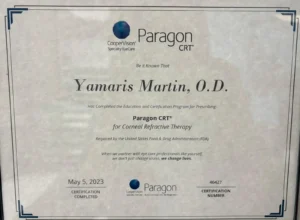 CooperVision®
Specialty EyeCare
Paragon
CRT®
Be It Known That
Yamaris Martin, O.D.
Has Completed the Education and Certification Program for Prescribing
Paragon CRT®
for Corneal Refractive Therapy
Approved by the United States Food & Drug Administration (FDA)
When we partner with eye care professionals like yourself,
we don't just change vision, we change lives.
May 5, 2023
CERTIFICATION
COMPLETED
Paragon
CERTIFICATION
NUMBER